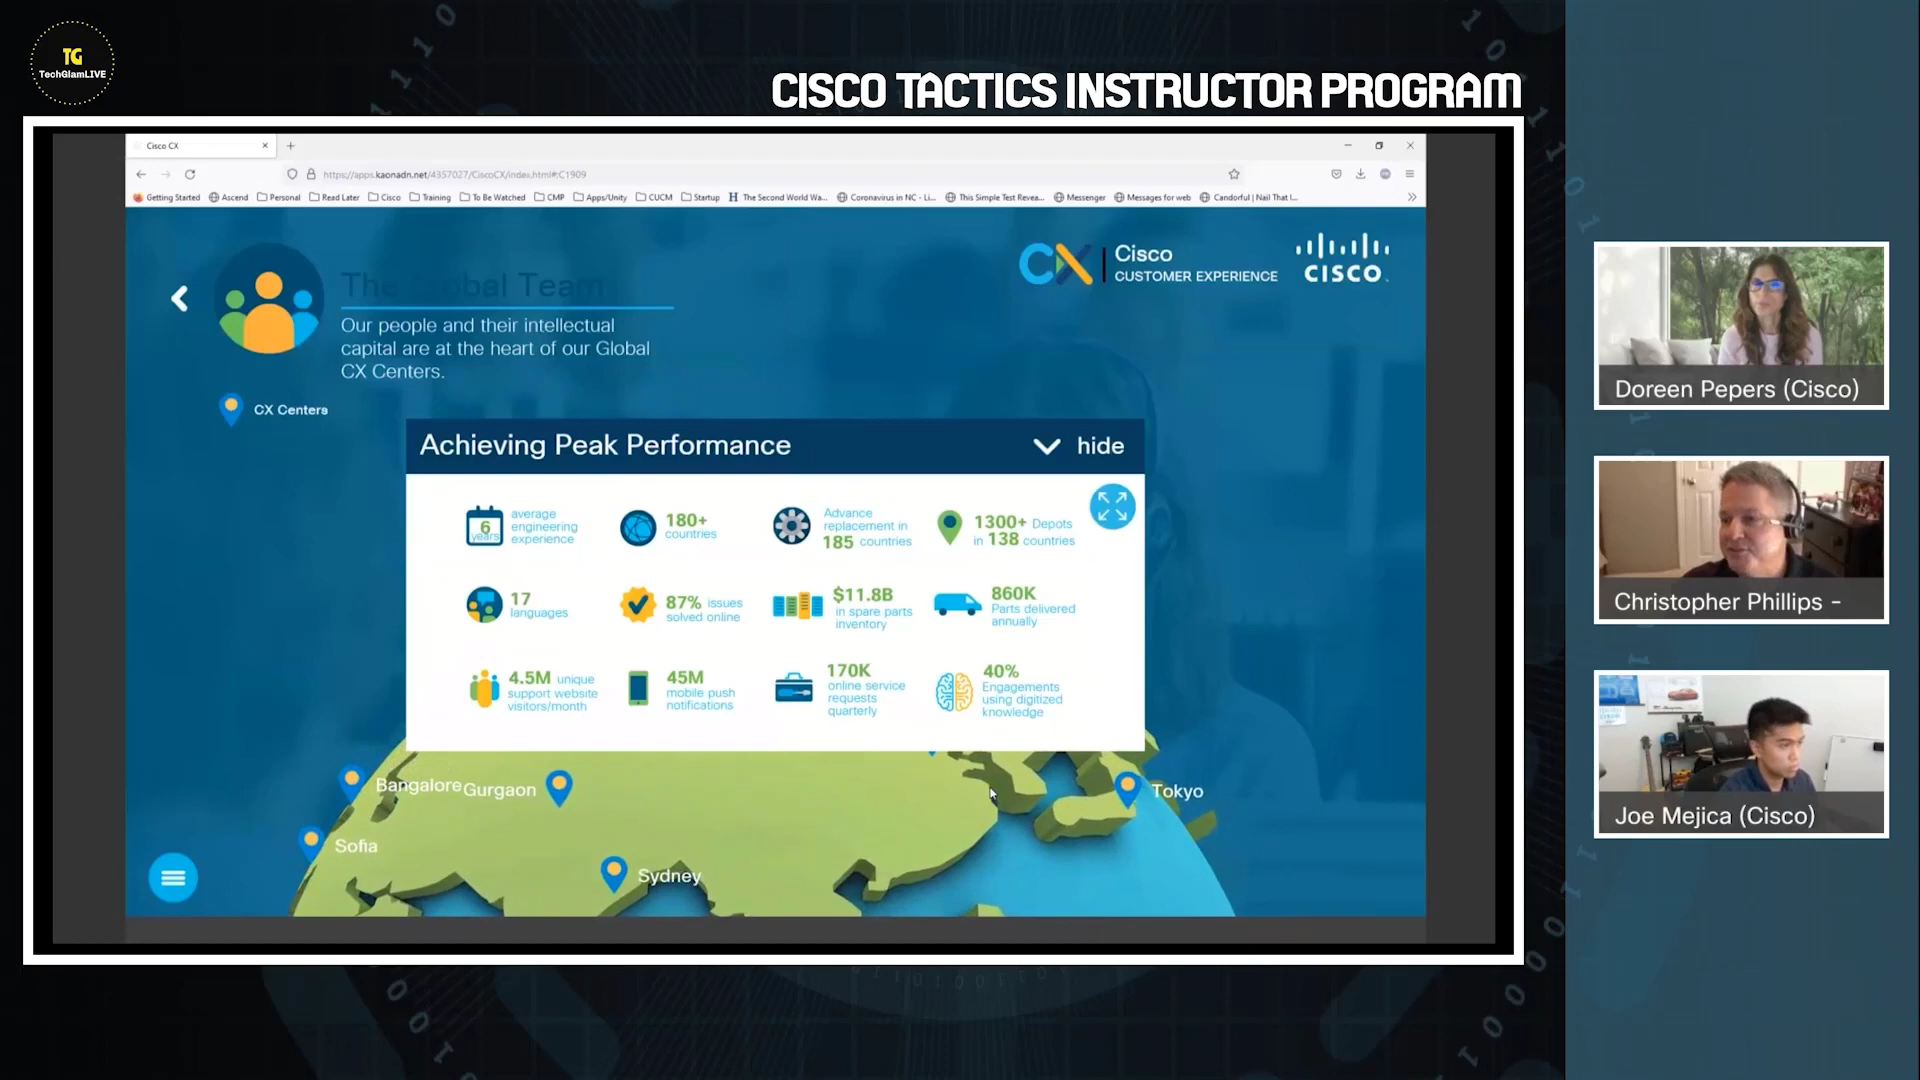 TG
TechGlamLIVE
CISCO TACTICS INSTRUCTOR PROGRAM
Cisco CX
https://apps.kaonadn.net/4357027/CiscoCX/index.html#;C1909
Getting Started Ascend Personal Read Later Cisco Training To Be Watched CMP Apps/Unity CUCM Startup H The Second World Wa... Coronavirus in NC - Li... This Simple Test Revea... Messenger Messages for web Candorful | Nail That I...
The Global Team
Our people and their intellectual
capital are at the heart of our Global
CX Centers.
CX
Cisco
CUSTOMER EXPERIENCE
CISCO
CX Centers
Achieving Peak Performance
hide
6 years
average
engineering
experience
180+
countries
Advance
replacement in
185 countries
1300+ Depots
in 138 countries
17
languages
87% issues
solved online
$11.8B
in spare parts
inventory
860K
Parts delivered
annually
4.5M unique
support website
visitors/month
45M
mobile push
notifications
170K
online service
requests
quarterly
40%
Engagements
using digitized
knowledge
Bangalore
Gurgaon
Tokyo
Sofia
Sydney
Doreen Pepers (Cisco)
Christopher Phillips -
Joe Mejica (Cisco)